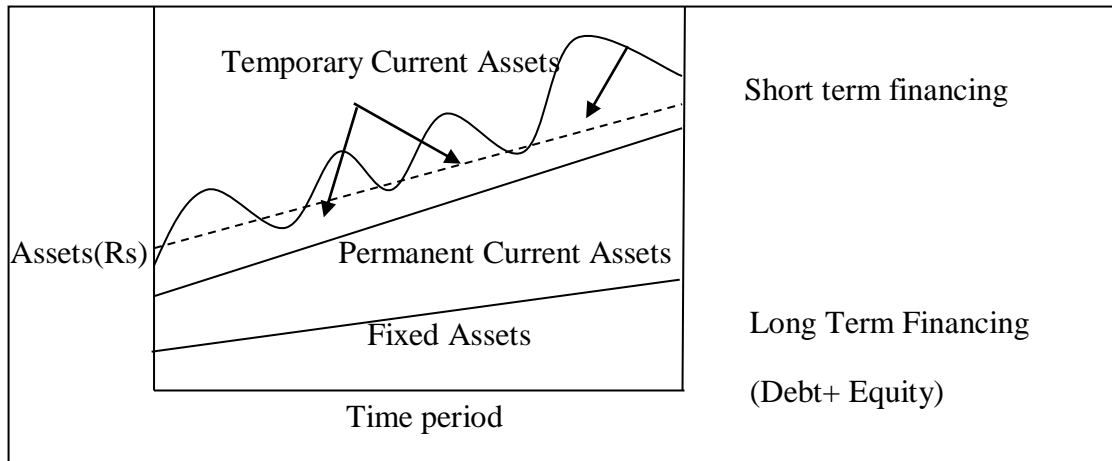 Temporary Current Assets
Short term financing
Assets(Rs)
Permanent Current Assets
Fixed Assets
Long Term Financing
(Debt+ Equity)
Time period